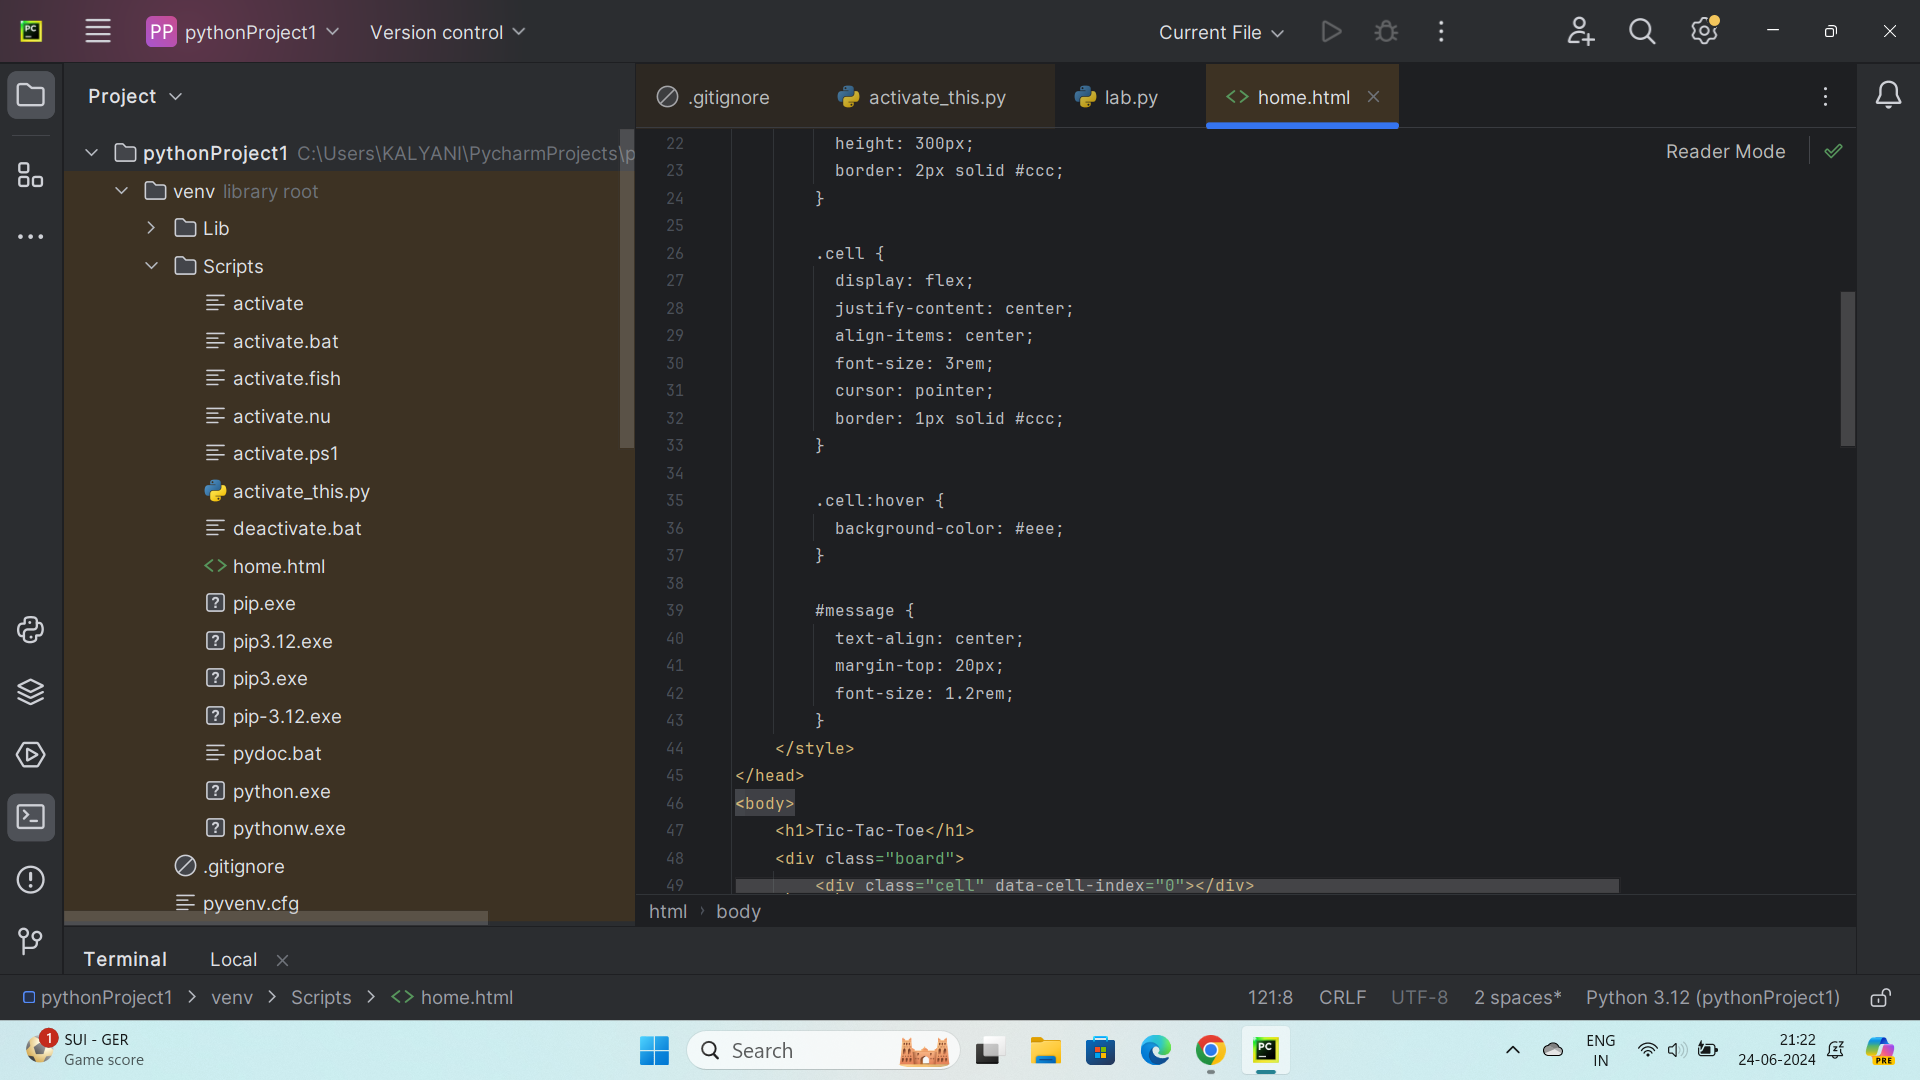 PC
PP pythonProject1
Version control
Current File
Project
pythonProject1 C:\Users\KALYANI\PycharmProjects\p
venv library root
Lib
Scripts
activate
activate.bat
activate.fish
activate.nu
activate.ps1
activate_this.py
deactivate.bat
<> home.html
pip.exe
pip3.12.exe
pip3.exe
pip-3.12.exe
pydoc.bat
python.exe
pythonw.exe
.gitignore
pyvenv.cfg
.gitignore
activate_this.py
lab.py
<> home.html
Reader Mode
22 height: 300px;
23 border: 2px solid #ccc;
24 }
25
26 .cell {
27 display: flex;
28 justify-content: center;
29 align-items: center;
30 font-size: 3rem;
31 cursor: pointer;
32 border: 1px solid #ccc;
33 }
34
35 .cell:hover {
36 background-color: #eee;
37 }
38
39 #message {
40 text-align: center;
41 margin-top: 20px;
42 font-size: 1.2rem;
43 }
44 </style>
45 </head>
46 <body>
47 <h1>Tic-Tac-Toe</h1>
48 <div class="board">
49 <div class="cell" data-cell-index="0"></div>
html › body
Terminal
Local
pythonProject1 > venv > Scripts > <> home.html
121:8
CRLF
UTF-8
2 spaces*
Python 3.12 (pythonProject1)
1
SUI - GER
Game score
Search
PC
ENG
IN
21:22
24-06-2024
PRE